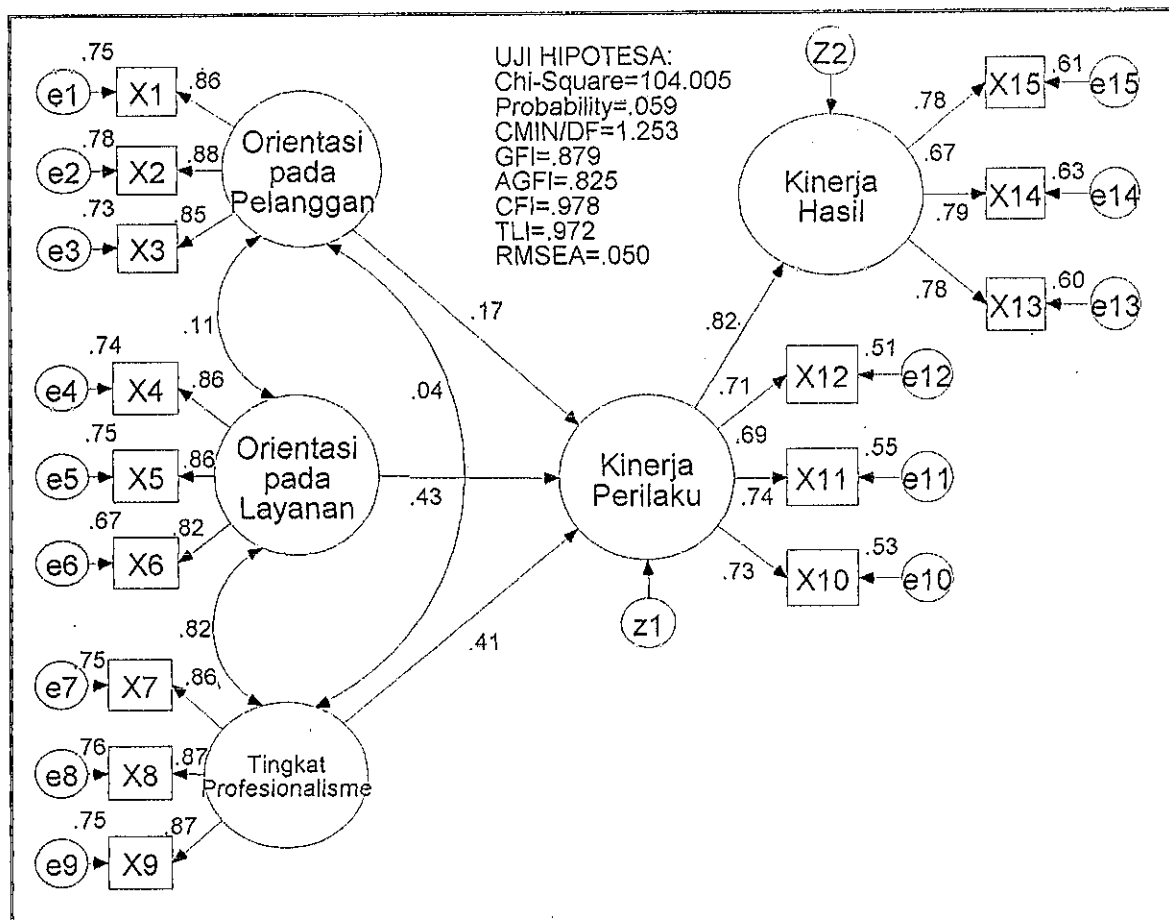 UJI HIPOTESA:
Chi-Square=104.005
Probability=.059
CMIN/DF=1.253
GFI=.879
AGFI=.825
CFI=.978
TLI=.972
RMSEA=.050
.75
e1
X1
.86
.78
e2
X2
.88
.73
e3
X3
.85
Orientasi
pada
Pelanggan
.11
.04
.17
.74
e4
X4
.86
.75
e5
X5
.86
.67
e6
X6
.82
Orientasi
pada
Layanan
.43
.82
.41
.75
e7
X7
.86
.76
e8
X8
.87
.75
e9
X9
.87
Tingkat
Profesionalisme
Kinerja
Perilaku
.69
z1
.82
.71
X12
.51
e12
.74
X11
.55
e11
.73
X10
.53
e10
Z2
Kinerja
Hasil
.67
.78
X15
.61
e15
.79
X14
.63
e14
.78
X13
.60
e13